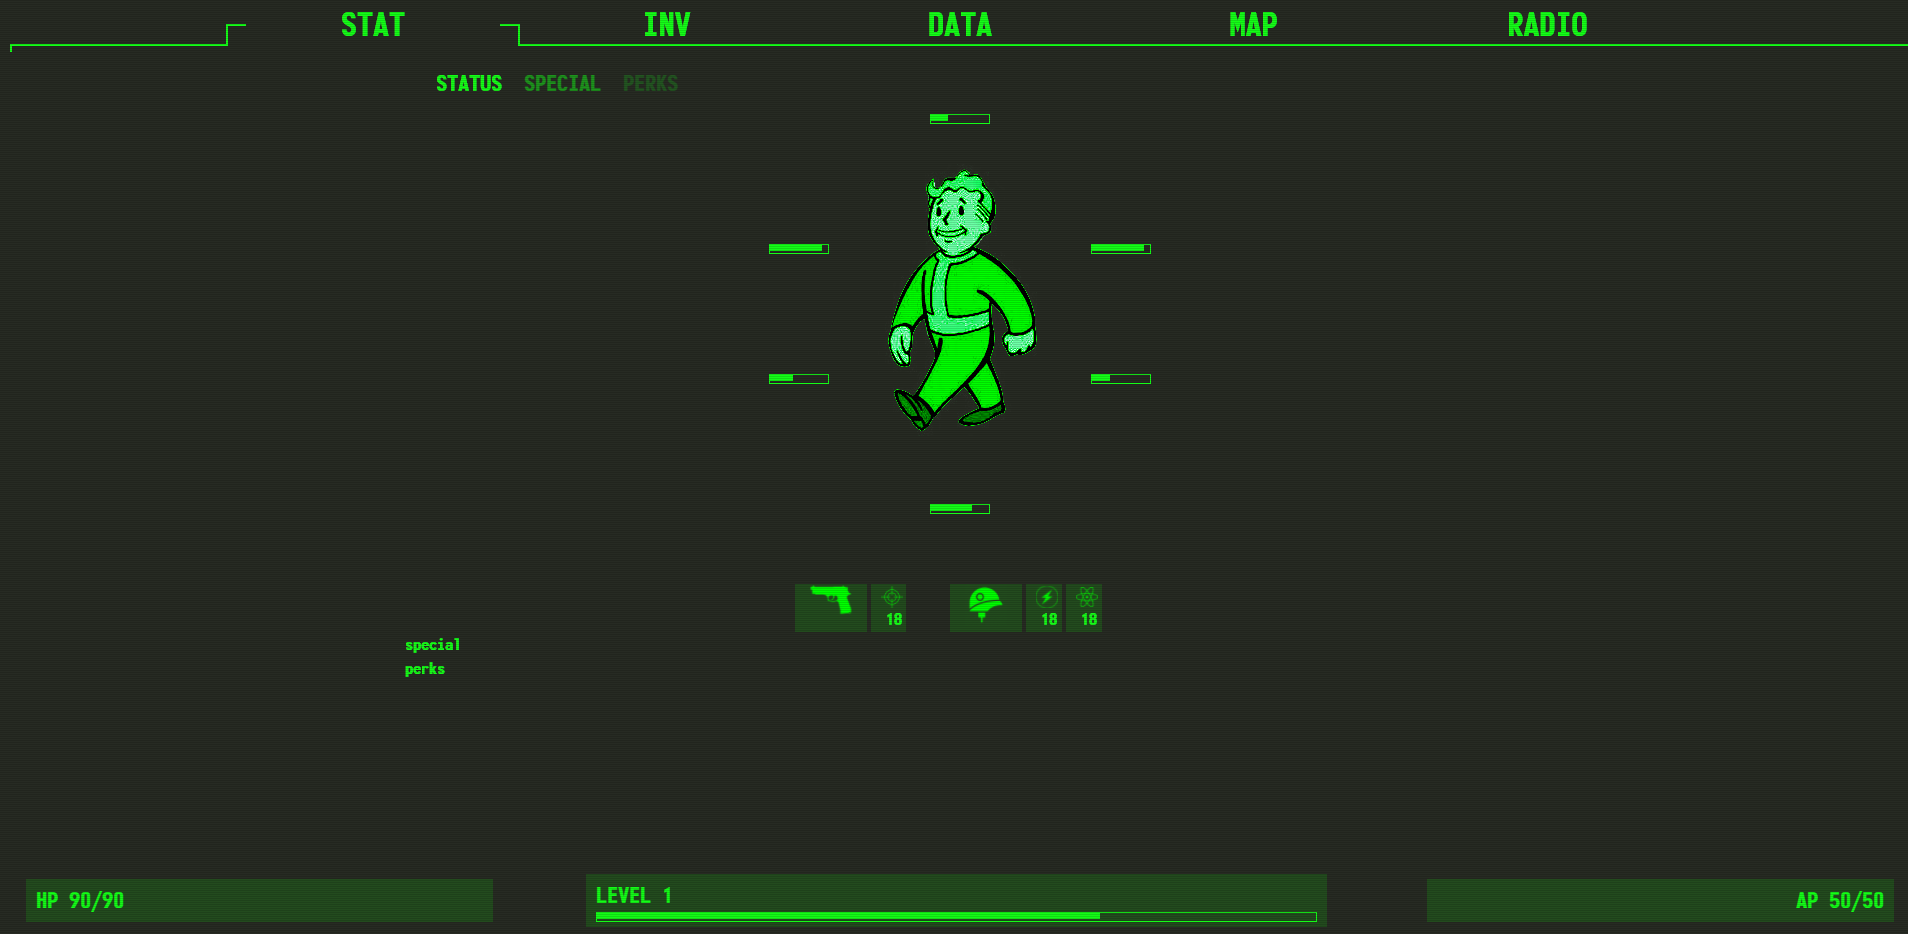 STAT INV DATA MAP RADIO
STATUS SPECIAL PERKS
18 18 18
special
perks
HP 90/90 LEVEL 1 AP 50/50